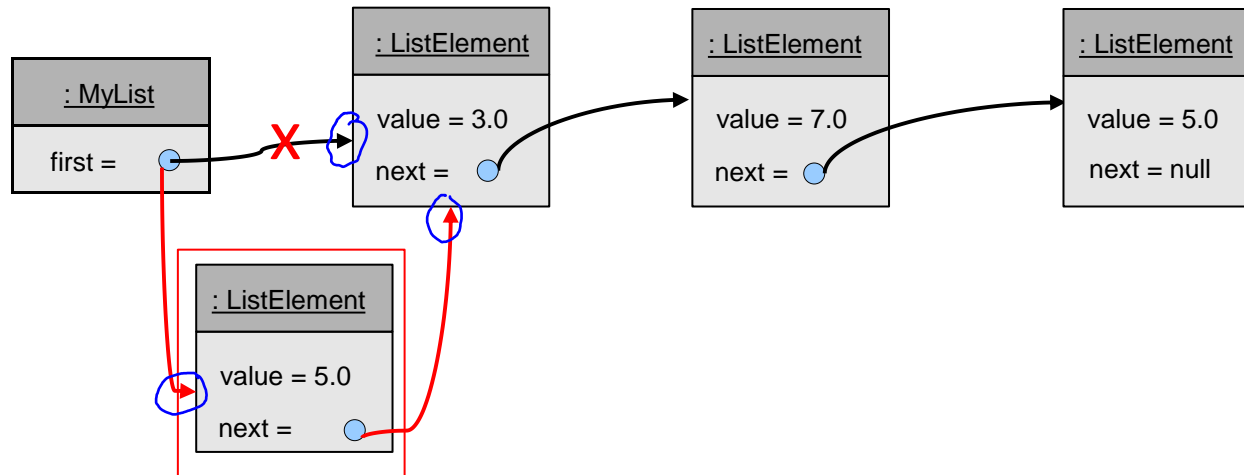 : MyList
first =
: ListElement
value = 3.0
next =
: ListElement
value = 7.0
next =
: ListElement
value = 5.0
next = null
X
: ListElement
value = 5.0
next =